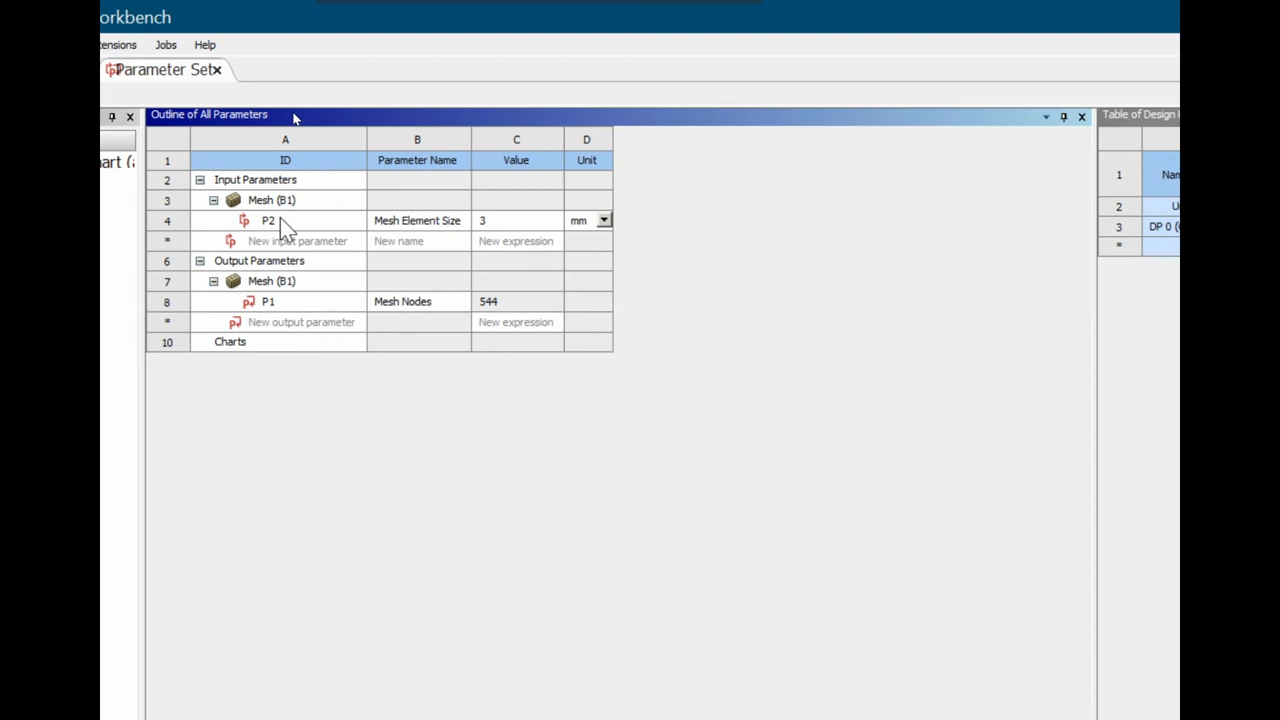 orkbench
tensions Jobs Help
Parameter Set
Outline of All Parameters
Table of Design
A B C D
1 ID Parameter Name Value Unit
2 Input Parameters
3 Mesh (B1)
4 P2 Mesh Element Size 3 mm
* New input parameter New name New expression
6 Output Parameters
7 Mesh (B1)
8 P1 Mesh Nodes 544
* New output parameter New expression
10 Charts
1 Nam
2 U
3 DP 0 (
*
art (